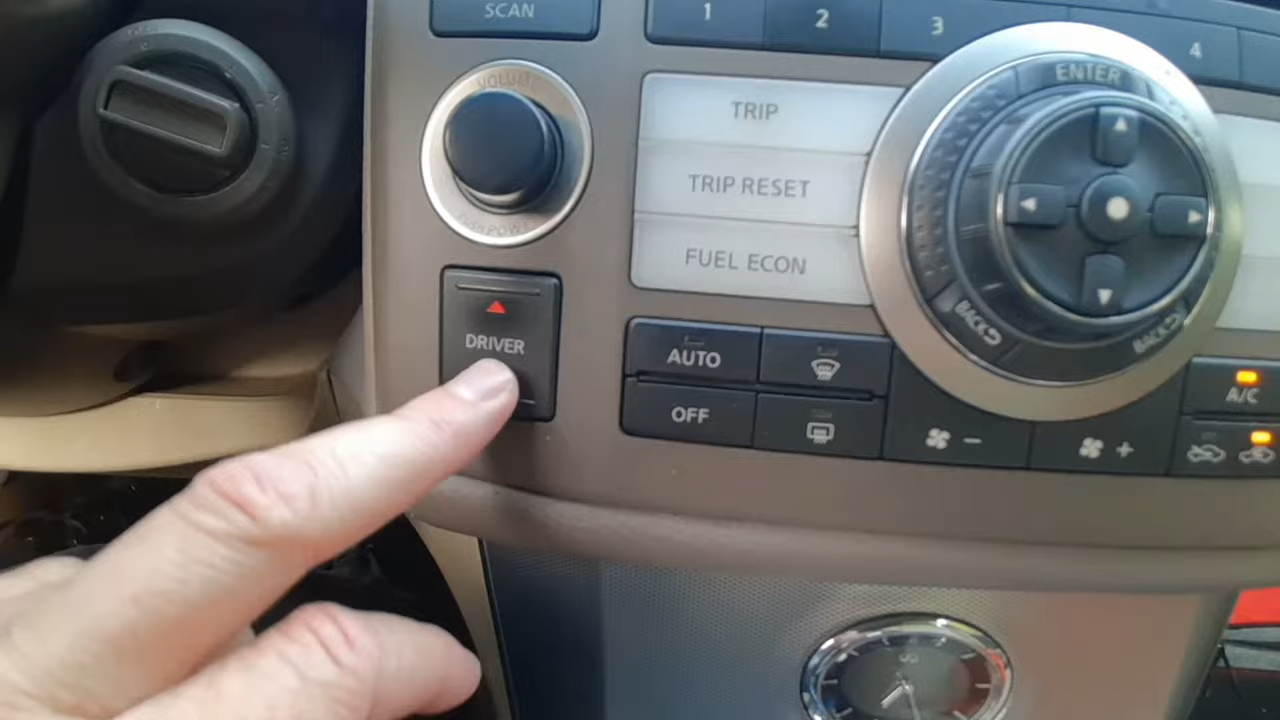 SCAN
1 2 3 4
VOLUME
ENTER
TRIP
TRIP RESET
FUEL ECON
BACK
BACK
DRIVER
AUTO
OFF
A/C